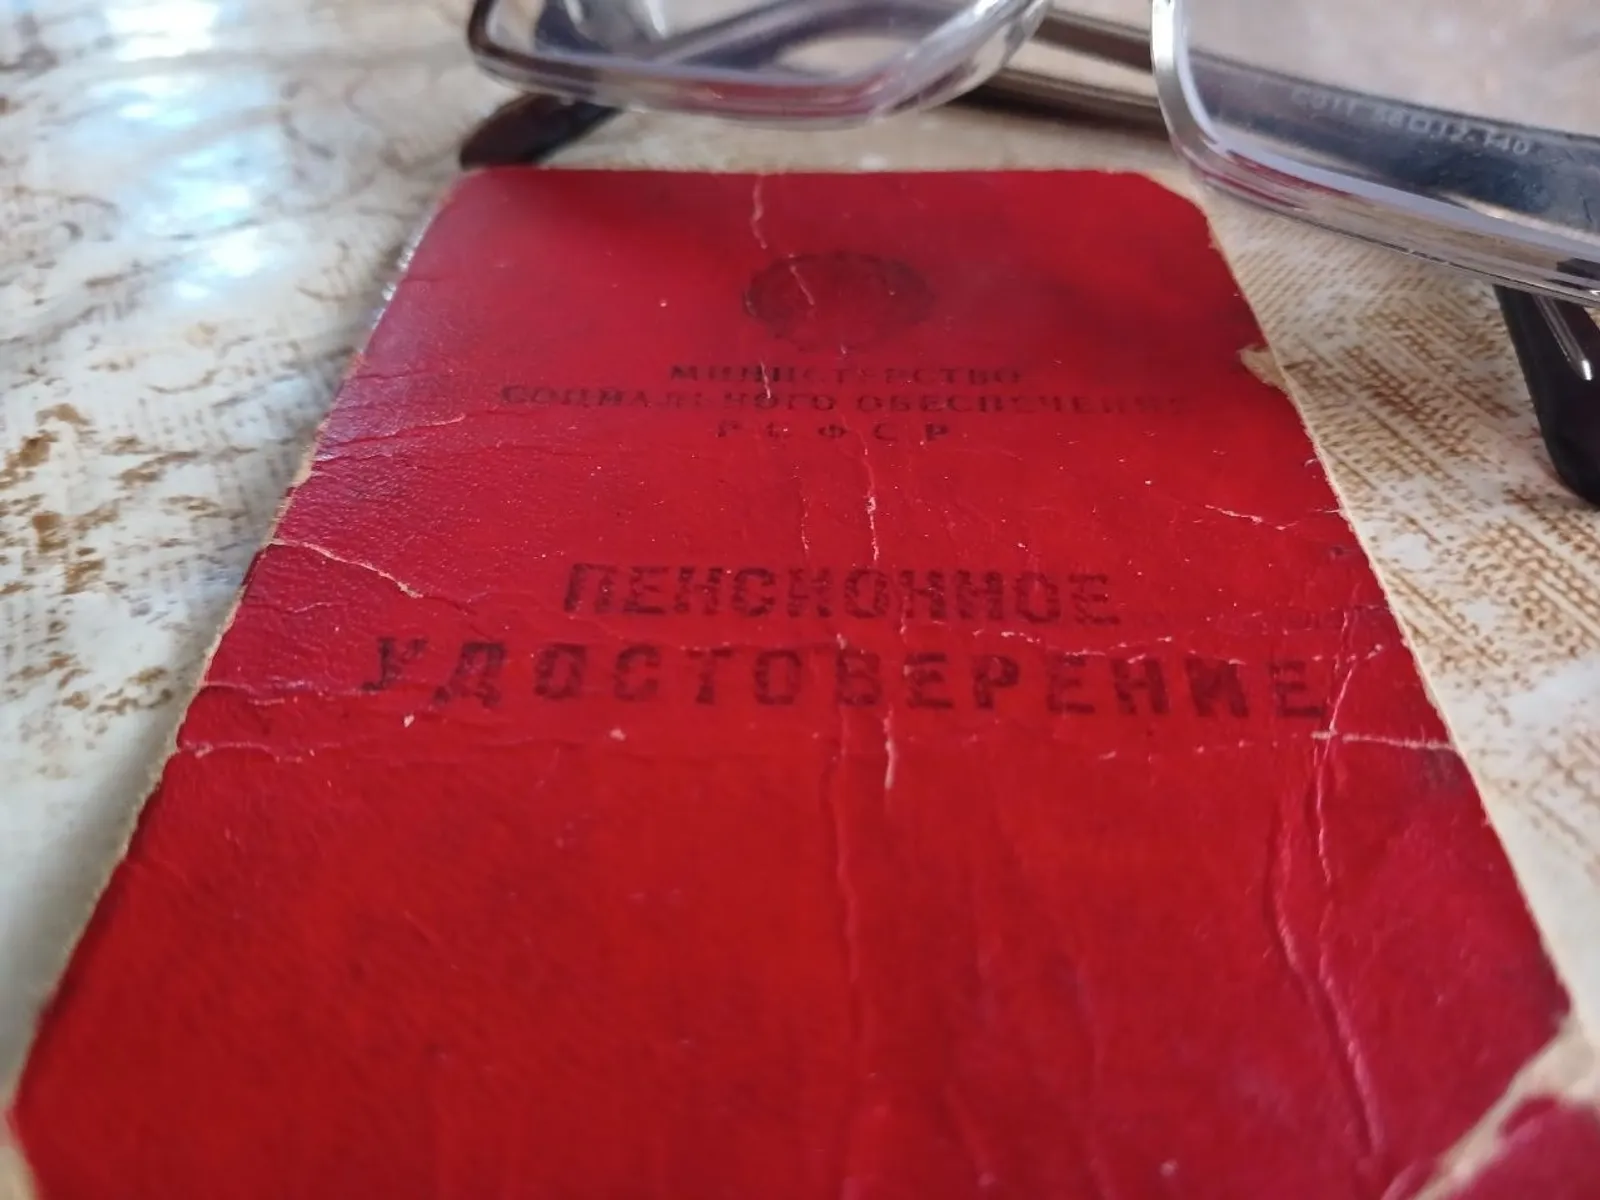 МИНИСТЕРСТВО
СОЦИАЛЬНОГО ОБЕСПЕЧЕНИЯ
РСФСР
ПЕНСИОННОЕ
УДОСТОВЕРЕНИЕ